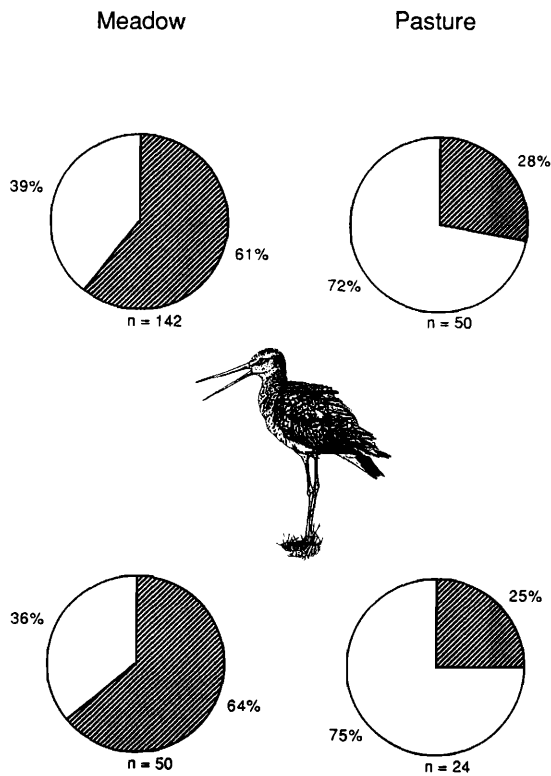 Meadow
Pasture
39%
61%
n = 142
28%
72%
n = 50
36%
64%
n = 50
25%
75%
n = 24